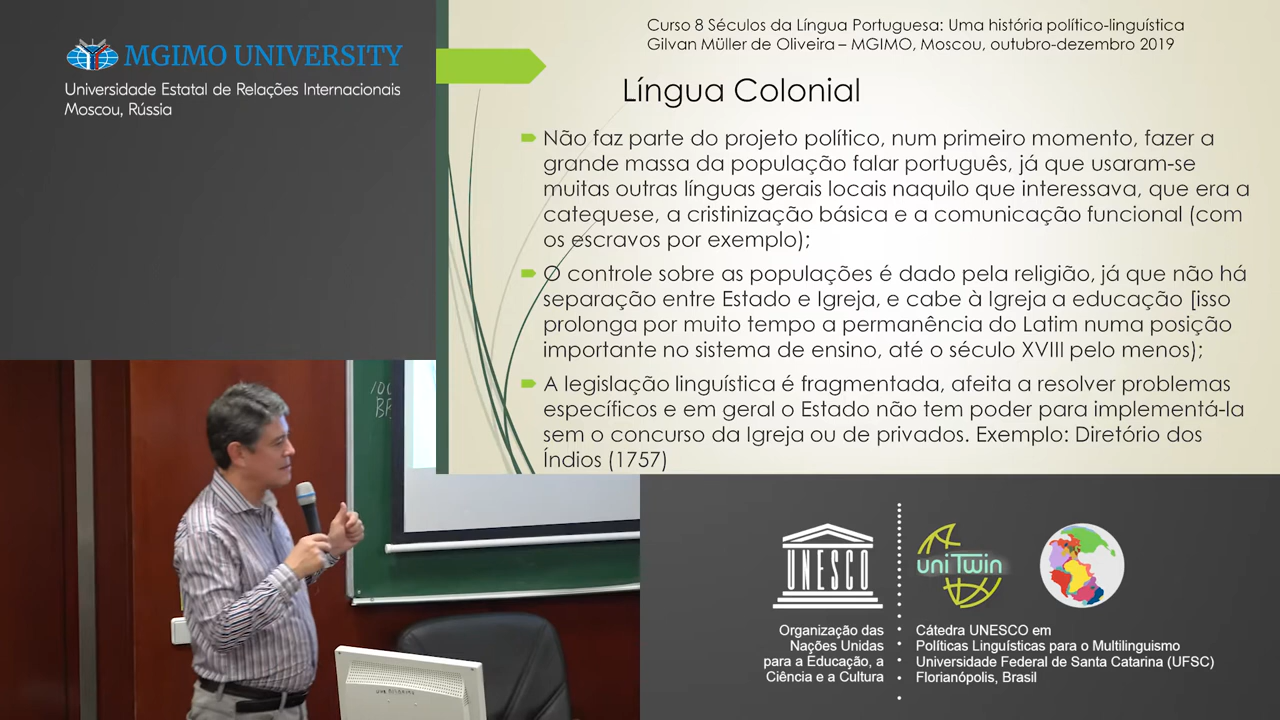 MGIMO UNIVERSITY
Universidade Estatal de Relações Internacionais
Moscou, Rússia
Curso 8 Séculos da Língua Portuguesa: Uma história político-linguística
Gilvan Müller de Oliveira – MGIMO, Moscou, outubro-dezembro 2019
Língua Colonial
Não faz parte do projeto político, num primeiro momento, fazer a
grande massa da população falar português, já que usaram-se
muitas outras línguas gerais locais naquilo que interessava, que era a
catequese, a cristinização básica e a comunicação funcional (com
os escravos por exemplo);
O controle sobre as populações é dado pela religião, já que não há
separação entre Estado e Igreja, e cabe à Igreja a educação [isso
prolonga por muito tempo a permanência do Latim numa posição
importante no sistema de ensino, até o século XVIII pelo menos);
A legislação linguística é fragmentada, afeita a resolver problemas
específicos e em geral o Estado não tem poder para implementá-la
sem o concurso da Igreja ou de privados. Exemplo: Diretório dos
Índios (1757)
UNESCO
uniTwin
Organização das
Nações Unidas
para a Educação, a
Ciência e a Cultura
Cátedra UNESCO em
Políticas Linguísticas para o Multilinguismo
Universidade Federal de Santa Catarina (UFSC)
Florianópolis, Brasil